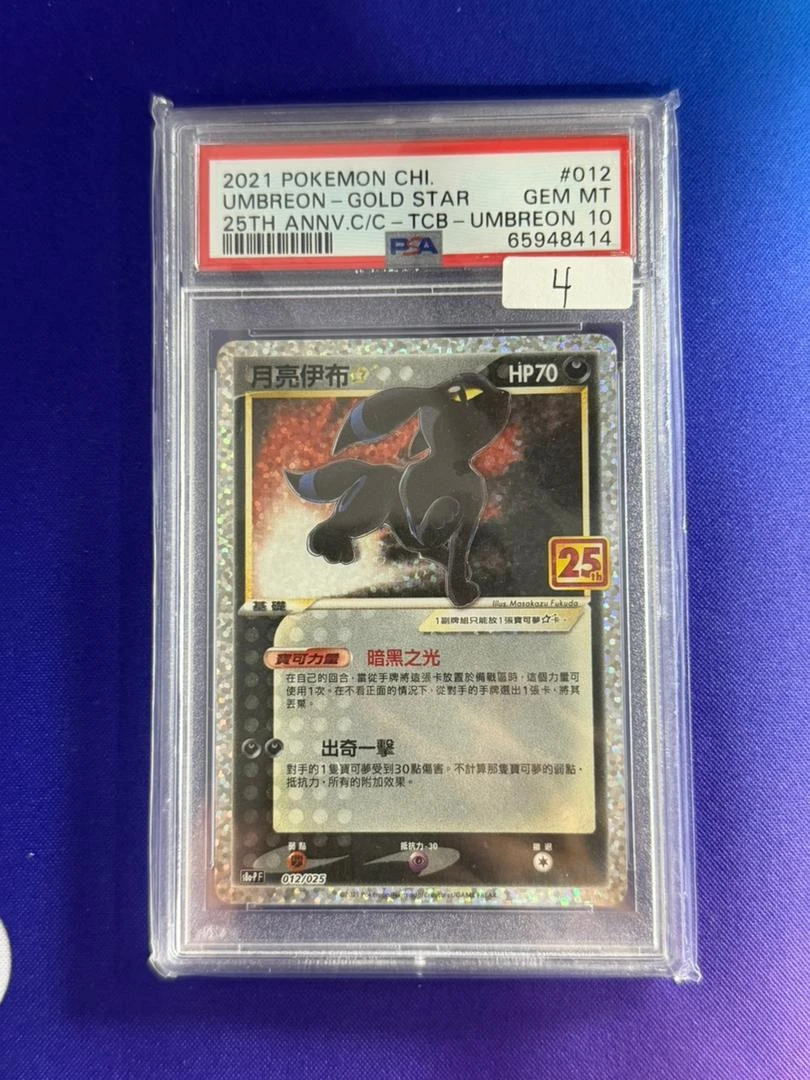 2021 POKEMON CHI. #012
UMBREON-GOLD STAR GEM MT
25TH ANNV.C/C-TCB-UMBREON 10
PSA 65948414
4
月亮伊布☆ HP70
25th
基礎
Illus. Masakazu Fukuda
1副牌組只能放1張寶可夢☆卡。
寶可力量 暗黑之光
在自己的回合,當從手牌將這張卡放置於備戰區時,這個力量可
使用1次。在不看正面的情況下,從對手的手牌選出1張卡,將其
丟棄。
出奇一擊
對手的1隻寶可夢受到30點傷害。不計算那隻寶可夢的弱點、
抵抗力、所有的附加效果。
弱點 抵抗力-30 撤退
s8a-P F 012/025